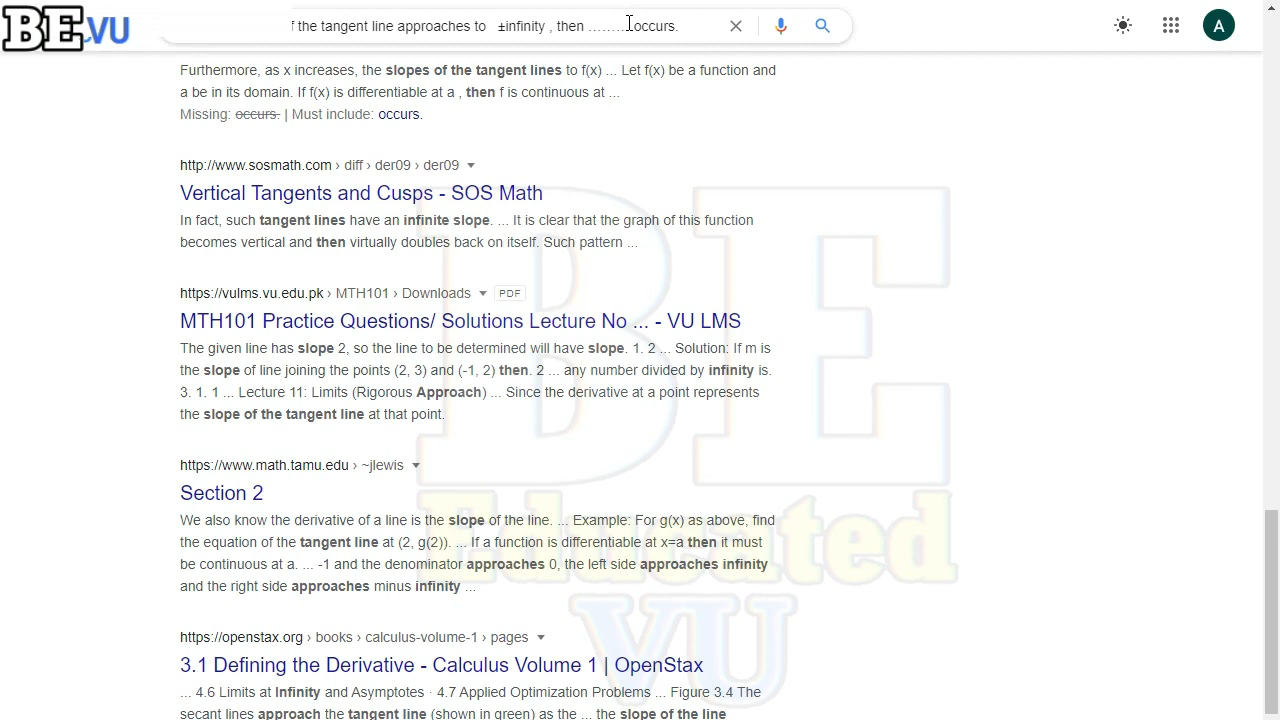 BE.VU
f the tangent line approaches to ±infinity , then ......... occurs.
A
Furthermore, as x increases, the slopes of the tangent lines to f(x) ... Let f(x) be a function and
a be in its domain. If f(x) is differentiable at a , then f is continuous at ...
Missing: occurs. | Must include: occurs.
http://www.sosmath.com › diff › der09 › der09
Vertical Tangents and Cusps - SOS Math
In fact, such tangent lines have an infinite slope. ... It is clear that the graph of this function
becomes vertical and then virtually doubles back on itself. Such pattern ...
https://vulms.vu.edu.pk › MTH101 › Downloads PDF
MTH101 Practice Questions/ Solutions Lecture No ... - VU LMS
The given line has slope 2, so the line to be determined will have slope. 1. 2 ... Solution: If m is
the slope of line joining the points (2, 3) and (-1, 2) then. 2 ... any number divided by infinity is.
3. 1. 1 ... Lecture 11: Limits (Rigorous Approach) ... Since the derivative at a point represents
the slope of the tangent line at that point.
https://www.math.tamu.edu › ~jlewis
Section 2
We also know the derivative of a line is the slope of the line. ... Example: For g(x) as above, find
the equation of the tangent line at (2, g(2)). ... If a function is differentiable at x=a then it must
be continuous at a. ... -1 and the denominator approaches 0, the left side approaches infinity
and the right side approaches minus infinity ...
https://openstax.org › books › calculus-volume-1 › pages
3.1 Defining the Derivative - Calculus Volume 1 | OpenStax
... 4.6 Limits at Infinity and Asymptotes · 4.7 Applied Optimization Problems ... Figure 3.4 The
secant lines approach the tangent line (shown in green) as the ... the slope of the line
BE
Educated
VU